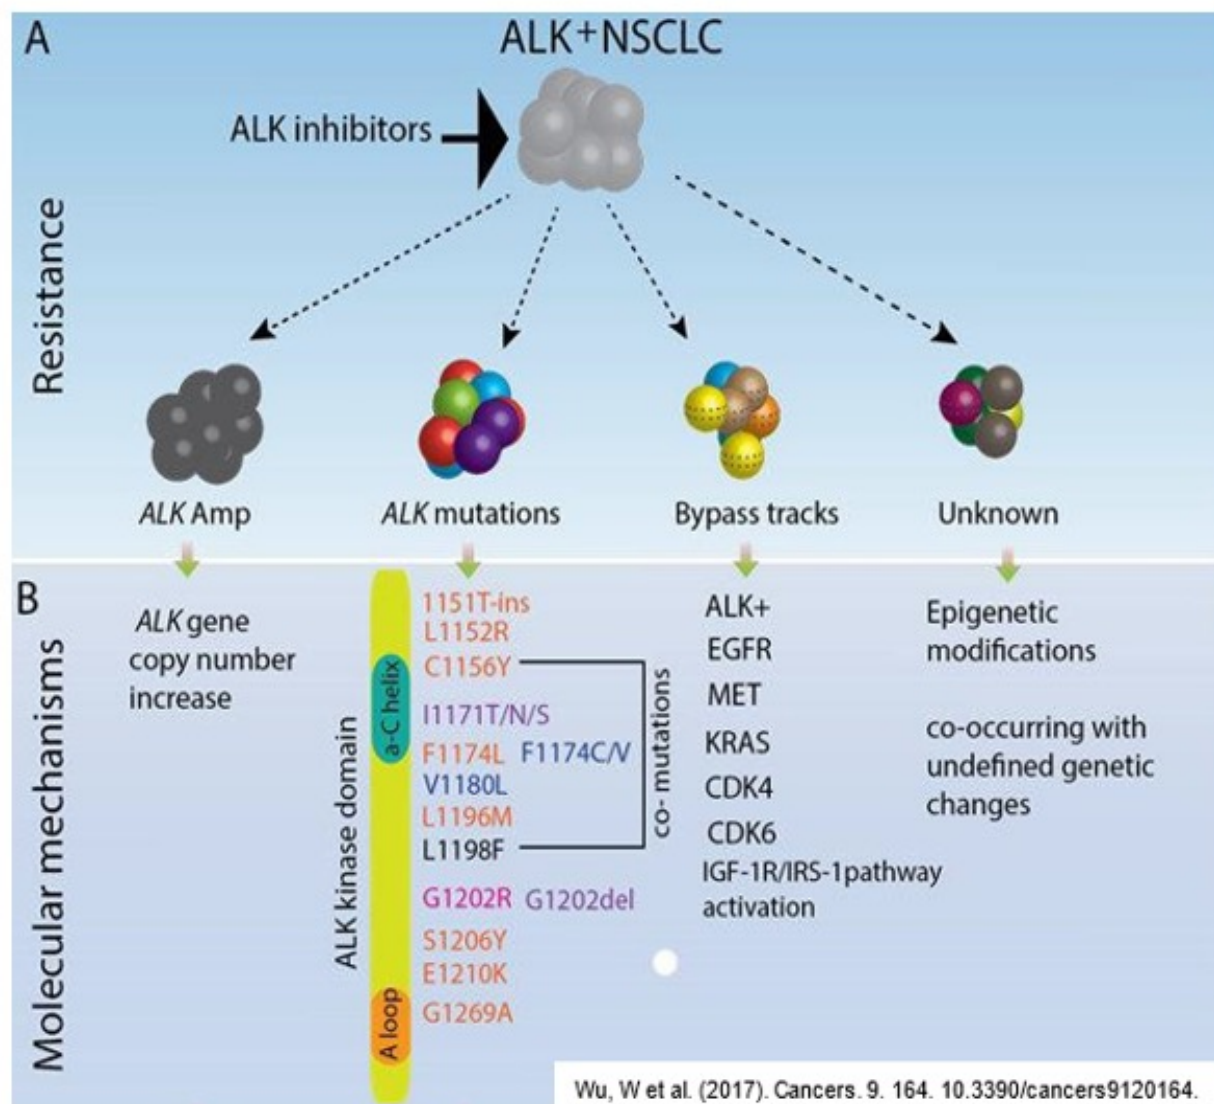 A
ALK+NSCLC
ALK inhibitors
Resistance
ALK Amp
ALK mutations
Bypass tracks
Unknown
B
Molecular mechanisms
ALK gene
copy number
increase
ALK kinase domain
a-C helix
A loop
1151T-ins
L1152R
C1156Y
I1171T/N/S
F1174L F1174C/V
V1180L
L1196M
L1198F
G1202R G1202del
S1206Y
E1210K
G1269A
co- mutations
ALK+
EGFR
MET
KRAS
CDK4
CDK6
IGF-1R/IRS-1pathway
activation
Epigenetic
modifications
co-occurring with
undefined genetic
changes
Wu, W et al. (2017). Cancers. 9. 164. 10.3390/cancers9120164.